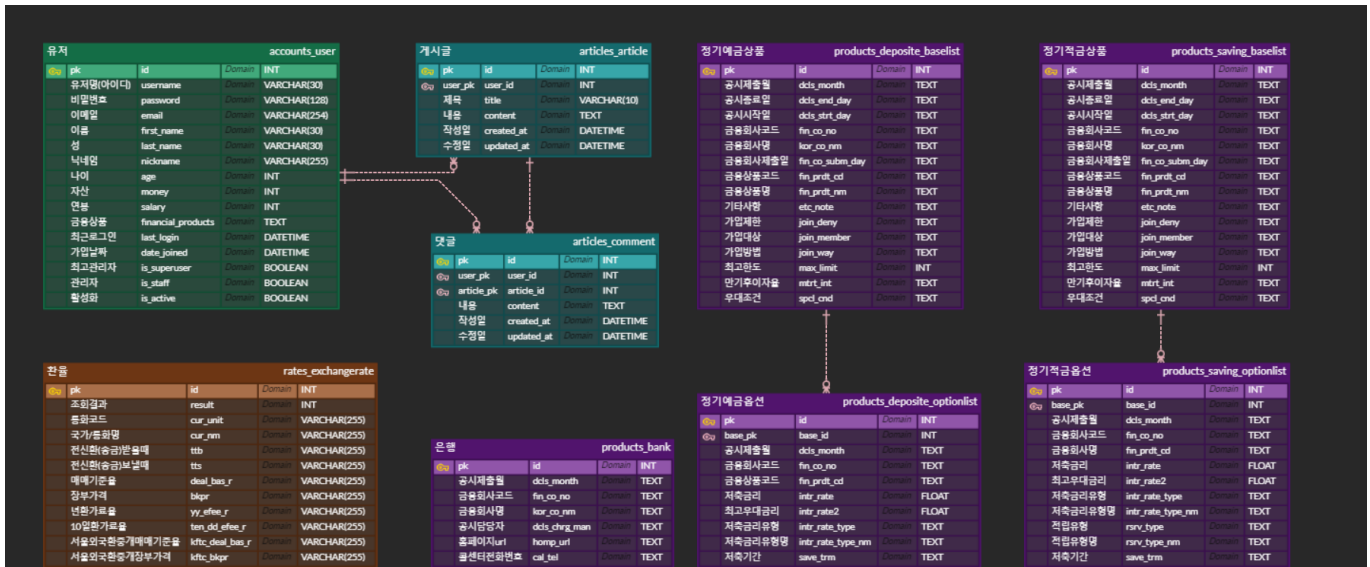 유저 accounts_user
pk id Domain INT
유저명(아이디) username Domain VARCHAR(30)
비밀번호 password Domain VARCHAR(128)
이메일 email Domain VARCHAR(254)
이름 first_name Domain VARCHAR(30)
성 last_name Domain VARCHAR(30)
닉네임 nickname Domain VARCHAR(255)
나이 age Domain INT
자산 money Domain INT
연봉 salary Domain INT
금융상품 financial_products Domain TEXT
최근로그인 last_login Domain DATETIME
가입날짜 date_joined Domain DATETIME
최고관리자 is_superuser Domain BOOLEAN
관리자 is_staff Domain BOOLEAN
활성화 is_active Domain BOOLEAN
게시글 articles_article
pk id Domain INT
user_pk user_id Domain INT
제목 title Domain VARCHAR(10)
내용 content Domain TEXT
작성일 created_at Domain DATETIME
수정일 updated_at Domain DATETIME
댓글 articles_comment
pk id Domain INT
user_pk user_id Domain INT
article_pk article_id Domain INT
내용 content Domain TEXT
작성일 created_at Domain DATETIME
수정일 updated_at Domain DATETIME
정기예금상품 products_deposite_baselist
pk id Domain INT
공시제출월 dcls_month Domain TEXT
공시종료일 dcls_end_day Domain TEXT
공시시작일 dcls_strt_day Domain TEXT
금융회사코드 fin_co_no Domain TEXT
금융회사명 kor_co_nm Domain TEXT
금융회사제출일 fin_co_subm_day Domain TEXT
금융상품코드 fin_prdt_cd Domain TEXT
금융상품명 fin_prdt_nm Domain TEXT
기타사항 etc_note Domain TEXT
가입제한 join_deny Domain TEXT
가입대상 join_member Domain TEXT
가입방법 join_way Domain TEXT
최고한도 max_limit Domain INT
만기후이자율 mtrt_int Domain TEXT
우대조건 spcl_cnd Domain TEXT
정기적금상품 products_saving_baselist
pk id Domain INT
공시제출월 dcls_month Domain TEXT
공시종료일 dcls_end_day Domain TEXT
공시시작일 dcls_strt_day Domain TEXT
금융회사코드 fin_co_no Domain TEXT
금융회사명 kor_co_nm Domain TEXT
금융회사제출일 fin_co_subm_day Domain TEXT
금융상품코드 fin_prdt_cd Domain TEXT
금융상품명 fin_prdt_nm Domain TEXT
기타사항 etc_note Domain TEXT
가입제한 join_deny Domain TEXT
가입대상 join_member Domain TEXT
가입방법 join_way Domain TEXT
최고한도 max_limit Domain INT
만기후이자율 mtrt_int Domain TEXT
우대조건 spcl_cnd Domain TEXT
환율 rates_exchangerate
pk id Domain INT
조회결과 result Domain INT
통화코드 cur_unit Domain VARCHAR(255)
국가/통화명 cur_nm Domain VARCHAR(255)
전신환(송금)받을때 ttb Domain VARCHAR(255)
전신환(송금)보낼때 tts Domain VARCHAR(255)
매매기준율 deal_bas_r Domain VARCHAR(255)
장부가격 bkpr Domain VARCHAR(255)
년환가료율 yy_efee_r Domain VARCHAR(255)
10일환가료율 ten_dd_efee_r Domain VARCHAR(255)
서울외국환중개매매기준율 kftc_deal_bas_r Domain VARCHAR(255)
서울외국환중개장부가격 kftc_bkpr Domain VARCHAR(255)
은행 products_bank
pk id Domain INT
공시제출월 dcls_month Domain TEXT
금융회사코드 fin_co_no Domain TEXT
금융회사명 kor_co_nm Domain TEXT
공시담당자 dcls_chrg_man Domain TEXT
홈페이지url homp_url Domain TEXT
콜센터전화번호 cal_tel Domain TEXT
정기예금옵션 products_deposite_optionlist
pk id Domain INT
base_pk base_id Domain INT
공시제출월 dcls_month Domain TEXT
금융회사코드 fin_co_no Domain TEXT
금융상품코드 fin_prdt_cd Domain TEXT
저축금리 intr_rate Domain FLOAT
최고우대금리 intr_rate2 Domain FLOAT
저축금리유형 intr_rate_type Domain TEXT
저축금리유형명 intr_rate_type_nm Domain TEXT
저축기간 save_trm Domain TEXT
정기적금옵션 products_saving_optionlist
pk id Domain INT
base_pk base_id Domain INT
공시제출월 dcls_month Domain TEXT
금융회사코드 fin_co_no Domain TEXT
금융회사명 fin_prdt_cd Domain TEXT
저축금리 intr_rate Domain FLOAT
최고우대금리 intr_rate2 Domain FLOAT
저축금리유형 intr_rate_type Domain TEXT
저축금리유형명 intr_rate_type_nm Domain TEXT
적립유형 rsrv_type Domain TEXT
적립유형명 rsrv_type_nm Domain TEXT
저축기간 save_trm Domain TEXT